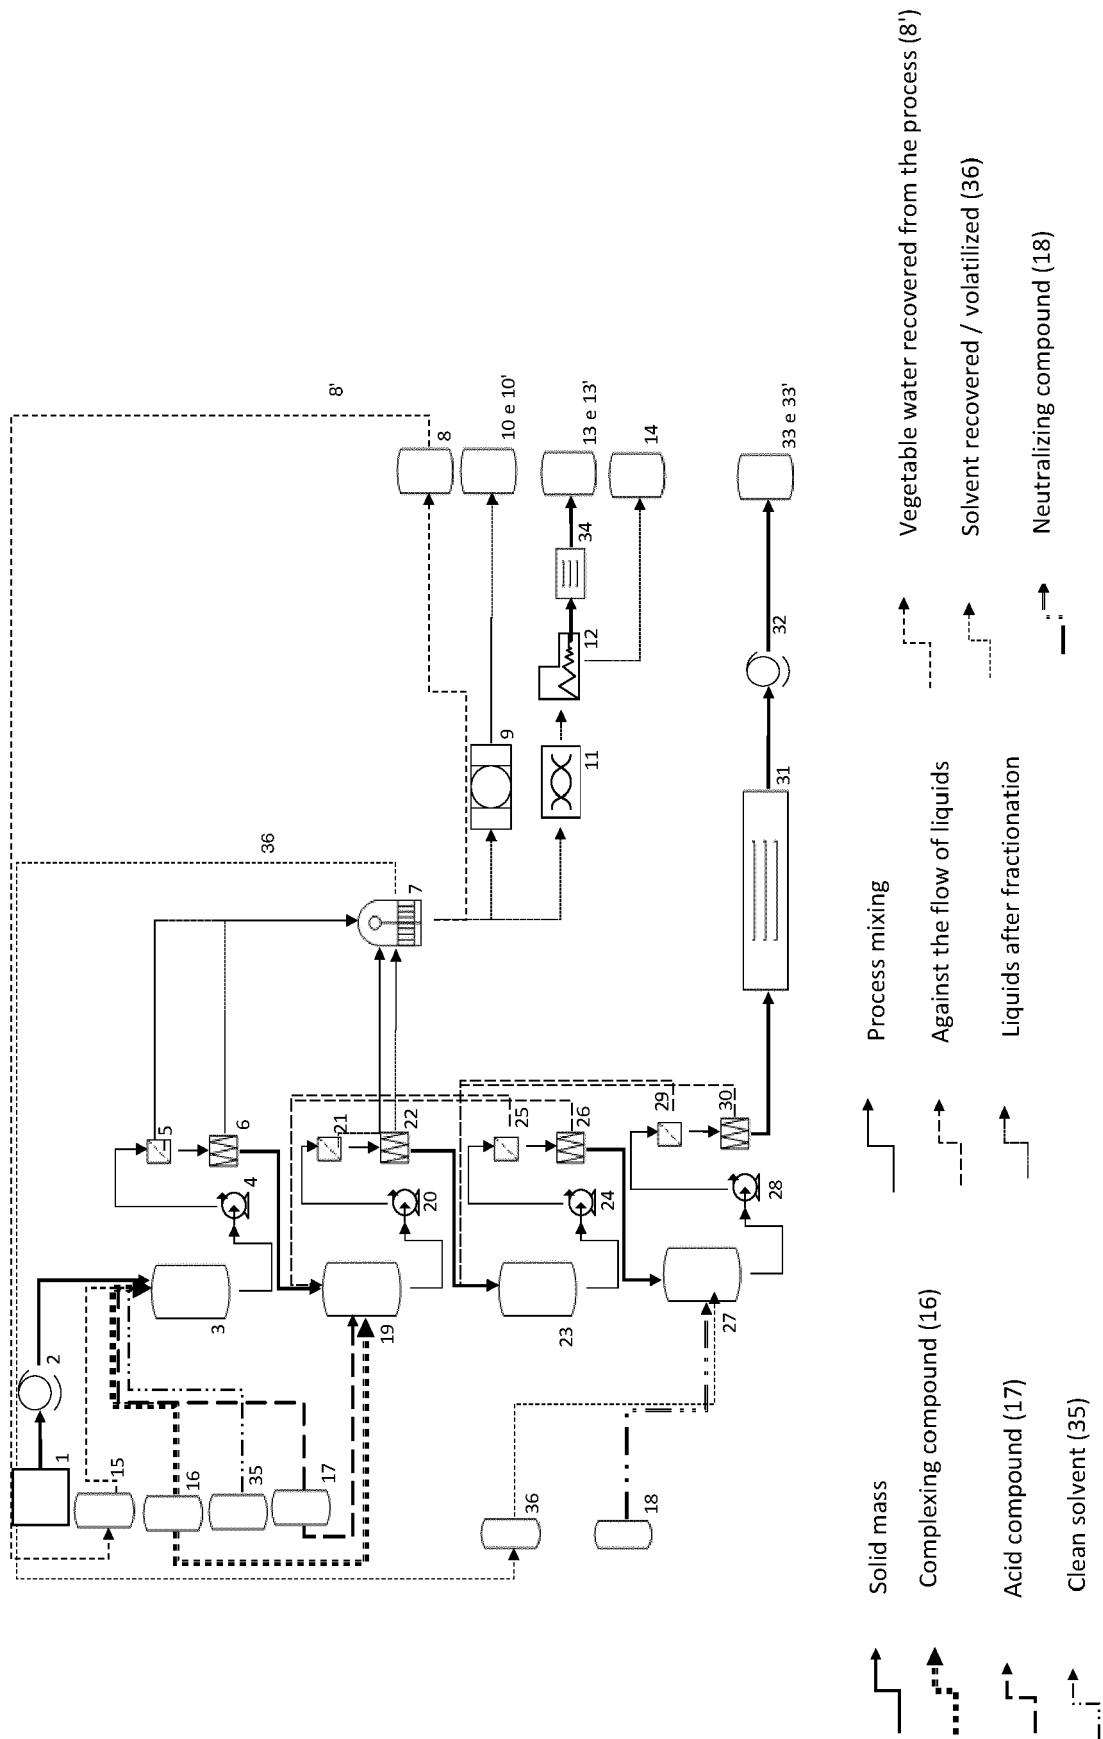 1
2
3
4
5
6
7
8
8'
9
10 e 10'
11
12
13 e 13'
14
15
16
35
17
36
18
19
20
21
22
23
24
25
26
27
28
29
30
31
32
33 e 33'
34
36
Solid mass
Complexing compound (16)
Acid compound (17)
Clean solvent (35)
Process mixing
Against the flow of liquids
Liquids after fractionation
Vegetable water recovered from the process (8')
Solvent recovered / volatilized (36)
Neutralizing compound (18)